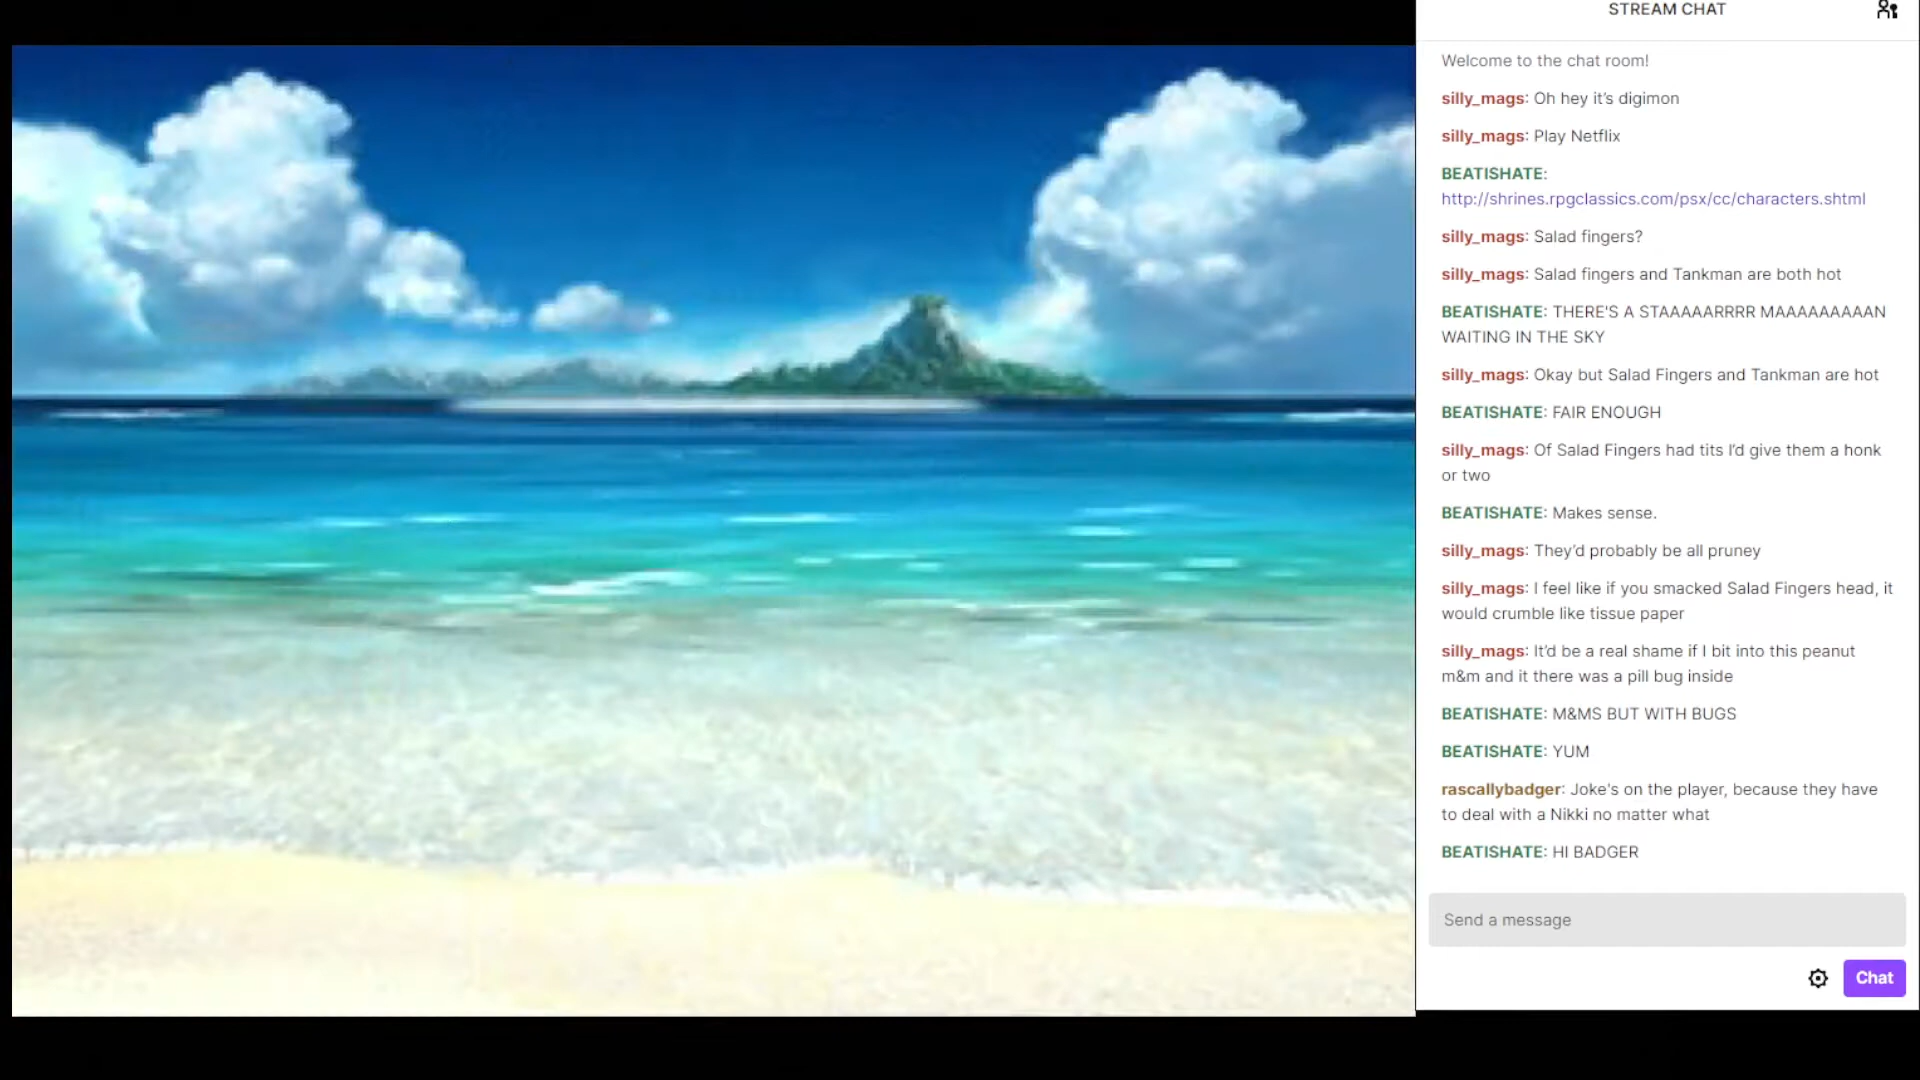 STREAM CHAT
Welcome to the chat room!
silly_mags: Oh hey it's digimon
silly_mags: Play Netflix
BEATISHATE:
http://shrines.rpgclassics.com/psx/cc/characters.shtml
silly_mags: Salad fingers?
silly_mags: Salad fingers and Tankman are both hot
BEATISHATE: THERE'S A STAAAAARRRR MAAAAAAAAAN
WAITING IN THE SKY
silly_mags: Okay but Salad Fingers and Tankman are hot
BEATISHATE: FAIR ENOUGH
silly_mags: Of Salad Fingers had tits I'd give them a honk
or two
BEATISHATE: Makes sense.
silly_mags: They'd probably be all pruney
silly_mags: I feel like if you smacked Salad Fingers head, it
would crumble like tissue paper
silly_mags: It'd be a real shame if I bit into this peanut
m&m and it there was a pill bug inside
BEATISHATE: M&MS BUT WITH BUGS
BEATISHATE: YUM
rascallybadger: Joke's on the player, because they have
to deal with a Nikki no matter what
BEATISHATE: HI BADGER
Send a message
Chat